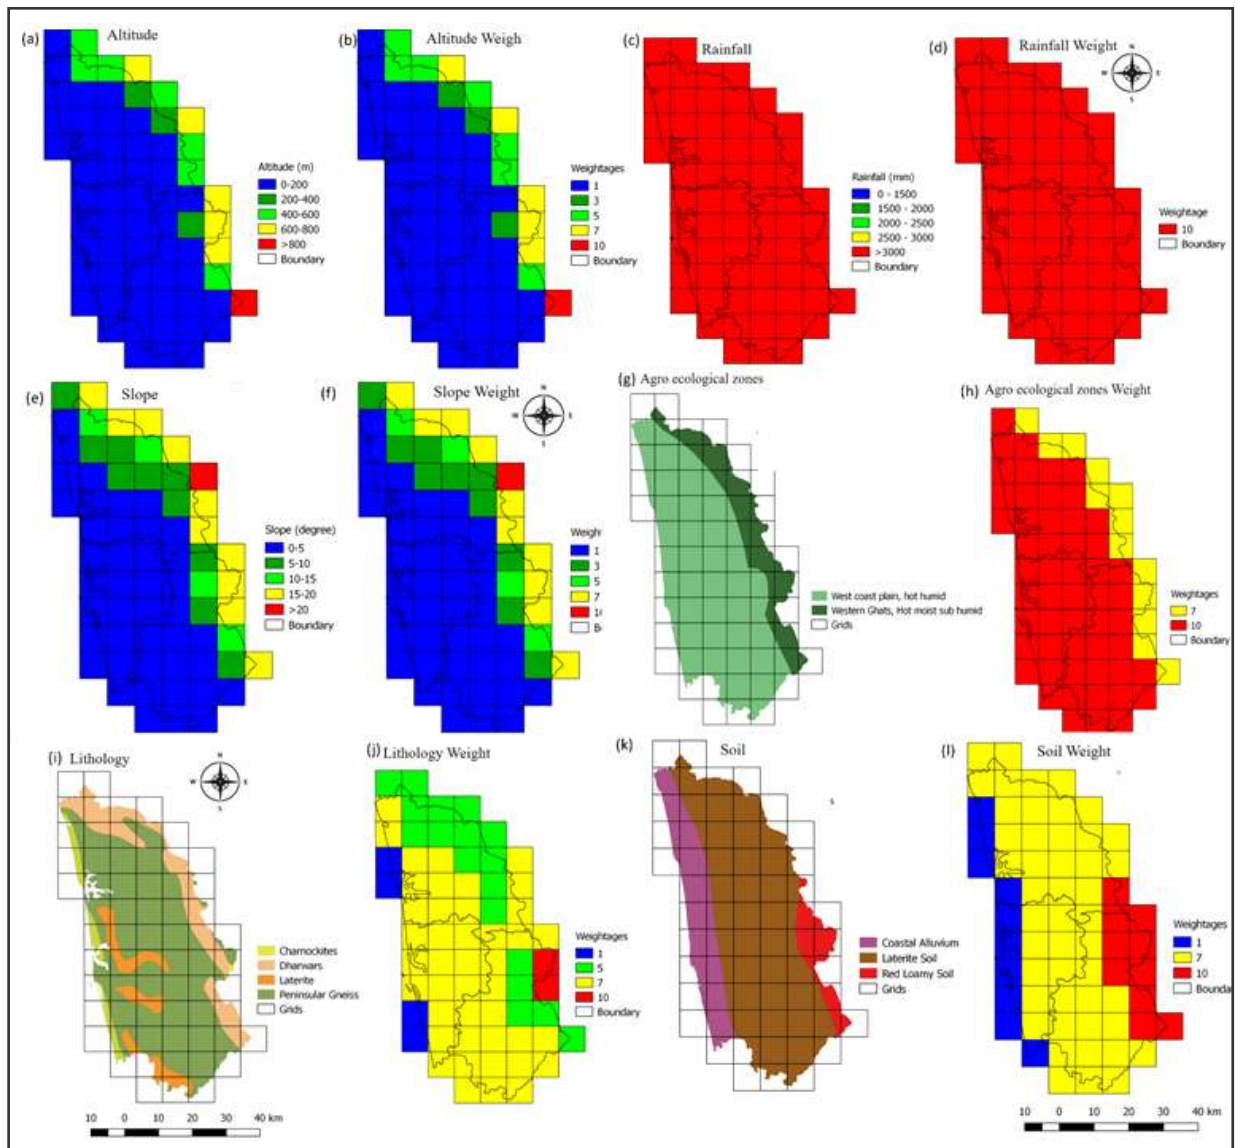 (a) Altitude
Altitude (m)
0-200
200-400
400-600
600-800
>800
Boundary
(b) Altitude Weigh
Weightages
1
3
5
7
10
Boundary
(c) Rainfall
Rainfall (mm)
0 - 1500
1500 - 2000
2000 - 2500
2500 - 3000
>3000
Boundary
(d) Rainfall Weight
N
W E
S
Weightage
10
Boundary
(e) Slope
Slope (degree)
0-5
5-10
10-15
15-20
>20
Boundary
(f) Slope Weight
N
W E
S
Weight
1
3
5
7
Bo
(g) Agro ecological zones
West coast plain, hot humid
Western Ghats, Hot moist sub humid
Grids
(h) Agro ecological zones Weight
Weightages
7
10
Boundary
(i) Lithology
N
W E
S
Charnockites
Dharwars
Laterite
Peninsular Gneiss
Grids
10 0 10 20 30 40 km
(j) Lithology Weight
Weightages
1
5
7
10
Boundary
(k) Soil
S
Coastal Alluvium
Laterite Soil
Red Loamy Soil
Grids
(l) Soil Weight
Weightages
1
7
10
Bounda
10 0 10 20 30 40 km